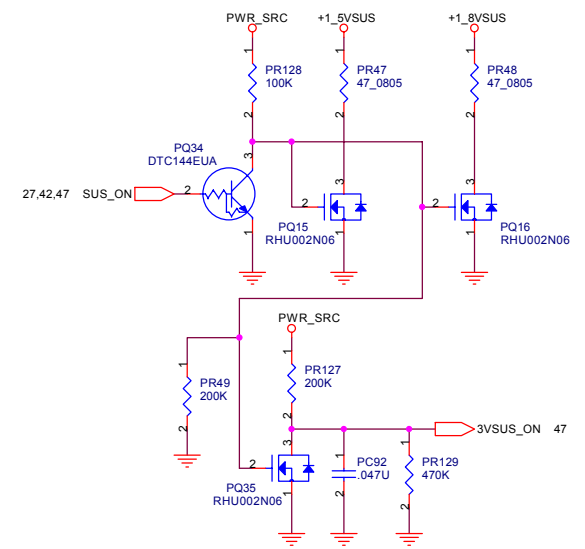 PWR_SRC +1_5VSUS +1_8VSUS
1 1 1
PR128 PR47 PR48
100K 47_0805 47_0805
2 2 2
PQ34
DTC144EUA
3 3 3
27,42,47 SUS_ON 2 2 2
1 1 1
PQ15 PQ16
RHU002N06 RHU002N06
PWR_SRC
1 1
PR49 PR127
200K 200K
2 2
3 1 1 3VSUS_ON 47
2
PQ35 PC92 PR129
RHU002N06 .047U 470K
1 2 2